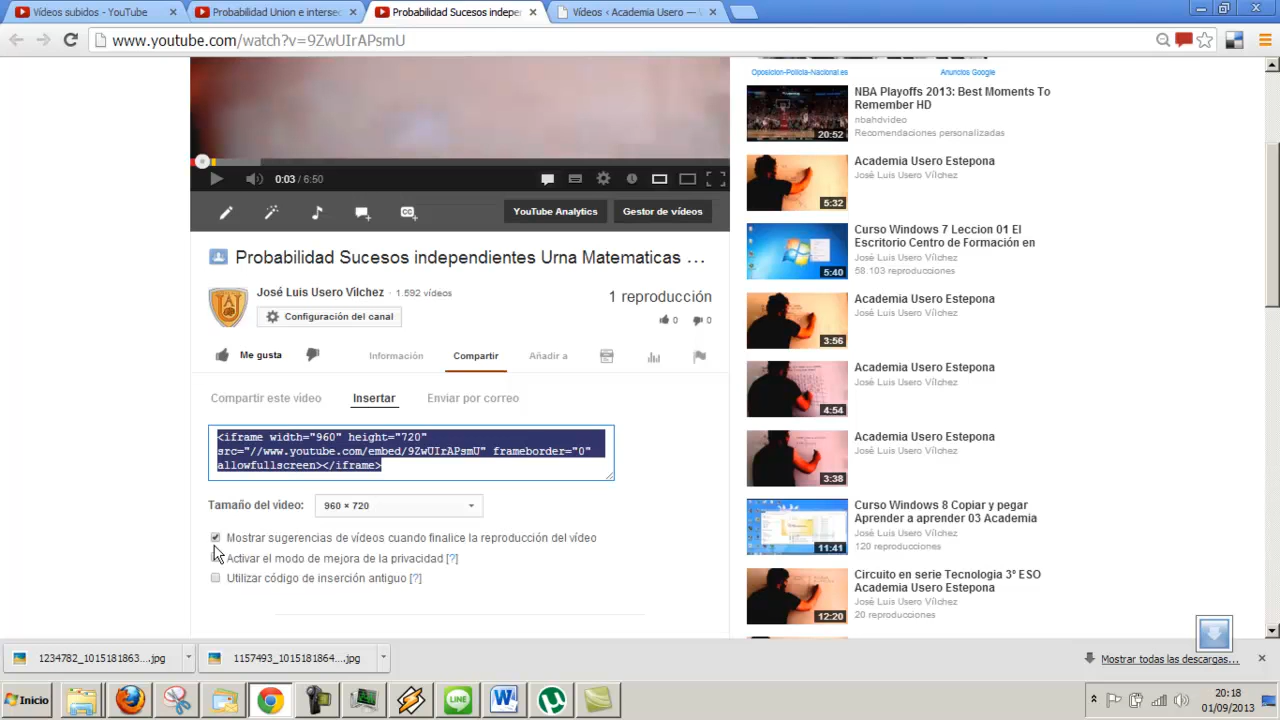 Vídeos subidos - YouTube
Probabilidad Union e interse
Probabilidad Sucesos indepe
Vídeos ‹ Academia Usero —
www.youtube.com/watch?v=9ZwUIrAPsmU
Oposicion-Policia-Nacional.es
Anuncios Google
NBA Playoffs 2013: Best Moments To
Remember HD
nbahdvideo
Recomendaciones personalizadas
20:52
Academia Usero Estepona
José Luis Usero Vílchez
5:32
0:03 / 6:50
YouTube Analytics
Gestor de vídeos
Curso Windows 7 Leccion 01 El
Escritorio Centro de Formación en
José Luis Usero Vílchez
58.103 reproducciones
5:40
Probabilidad Sucesos independientes Urna Matematicas ...
José Luis Usero Vilchez · 1.592 vídeos
Configuración del canal
1 reproducción
0 0
Academia Usero Estepona
José Luis Usero Vílchez
3:56
Me gusta
Información
Compartir
Añadir a
Academia Usero Estepona
José Luis Usero Vílchez
4:54
Compartir este vídeo
Insertar
Enviar por correo
<iframe width="960" height="720"
src="//www.youtube.com/embed/9ZwUIrAPsmU" frameborder="0"
allowfullscreen></iframe>
Academia Usero Estepona
José Luis Usero Vílchez
3:38
Tamaño del vídeo:
960 × 720
Curso Windows 8 Copiar y pegar
Aprender a aprender 03 Academia
José Luis Usero Vílchez
120 reproducciones
11:41
Mostrar sugerencias de vídeos cuando finalice la reproducción del vídeo
Activar el modo de mejora de la privacidad [?]
Utilizar código de inserción antiguo [?]
Circuito en serie Tecnologia 3º ESO
Academia Usero Estepona
José Luis Usero Vílchez
20 reproducciones
12:20
1234762_1015181863....jpg
1157493_1015181864....jpg
Mostrar todas las descargas...
Inicio
LINE
20:18
01/09/2013